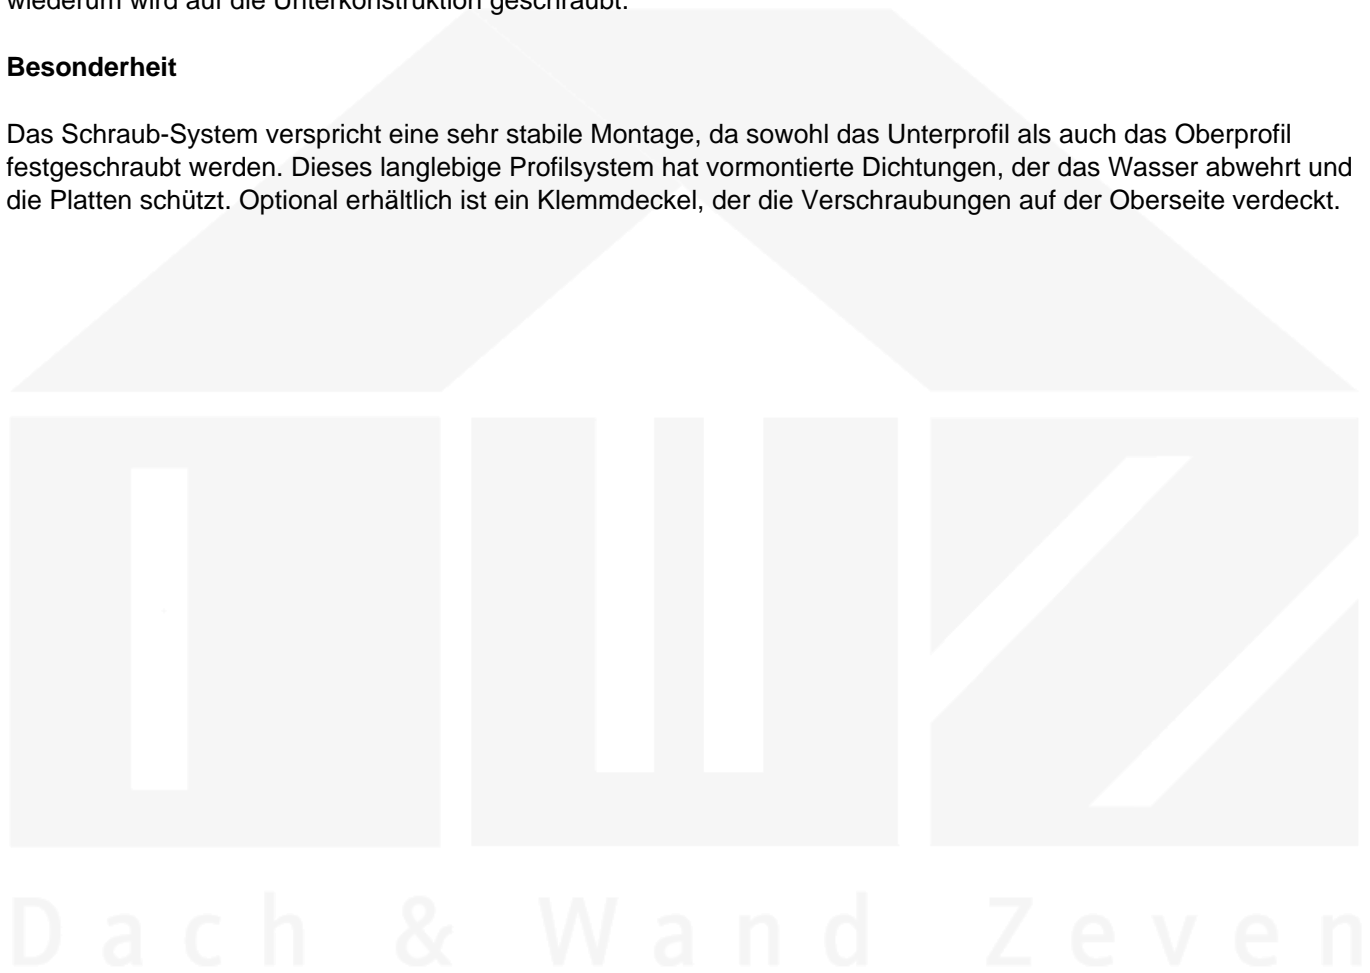 wiederum wird auf die Unterkonstruktion geschraubt.
Besonderheit
Das Schraub-System verspricht eine sehr stabile Montage, da sowohl das Unterprofil als auch das Oberprofil
festgeschraubt werden. Dieses langlebige Profilsystem hat vormontierte Dichtungen, der das Wasser abwehrt und
die Platten schützt. Optional erhältlich ist ein Klemmdeckel, der die Verschraubungen auf der Oberseite verdeckt.
Dach & Wand Zeven